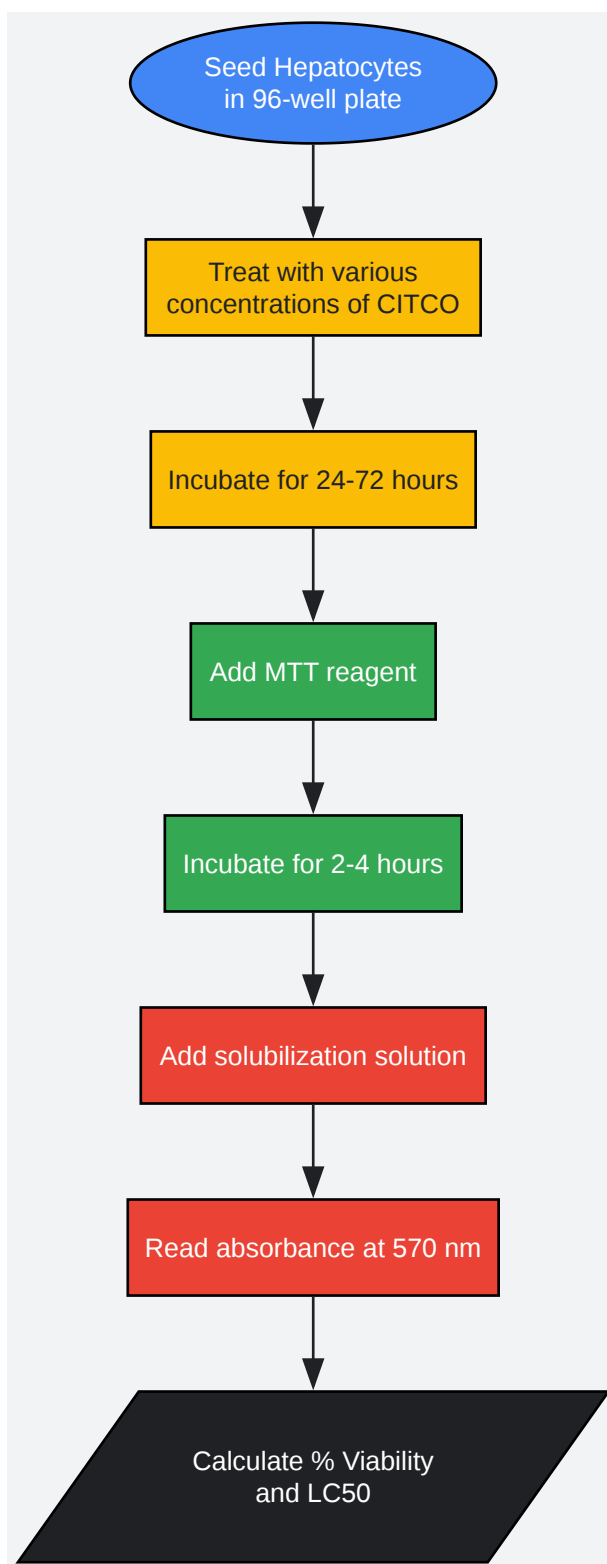 Seed Hepatocytes
in 96-well plate
Treat with various
concentrations of CITCO
Incubate for 24-72 hours
Add MTT reagent
Incubate for 2-4 hours
Add solubilization solution
Read absorbance at 570 nm
Calculate % Viability
and LC50